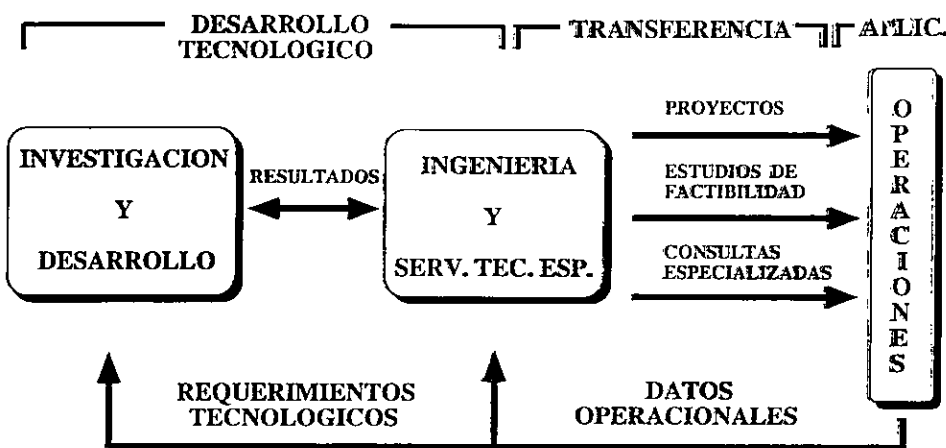 DESARROLLO
TECNOLOGICO
TRANSFERENCIA
APLIC.
INVESTIGACION
Y
DESARROLLO
RESULTADOS
INGENIERIA
Y
SERV. TEC. ESP.
PROYECTOS
ESTUDIOS DE
FACTIBILIDAD
CONSULTAS
ESPECIALIZADAS
OPERACIONES
REQUERIMIENTOS
TECNOLOGICOS
DATOS
OPERACIONALES